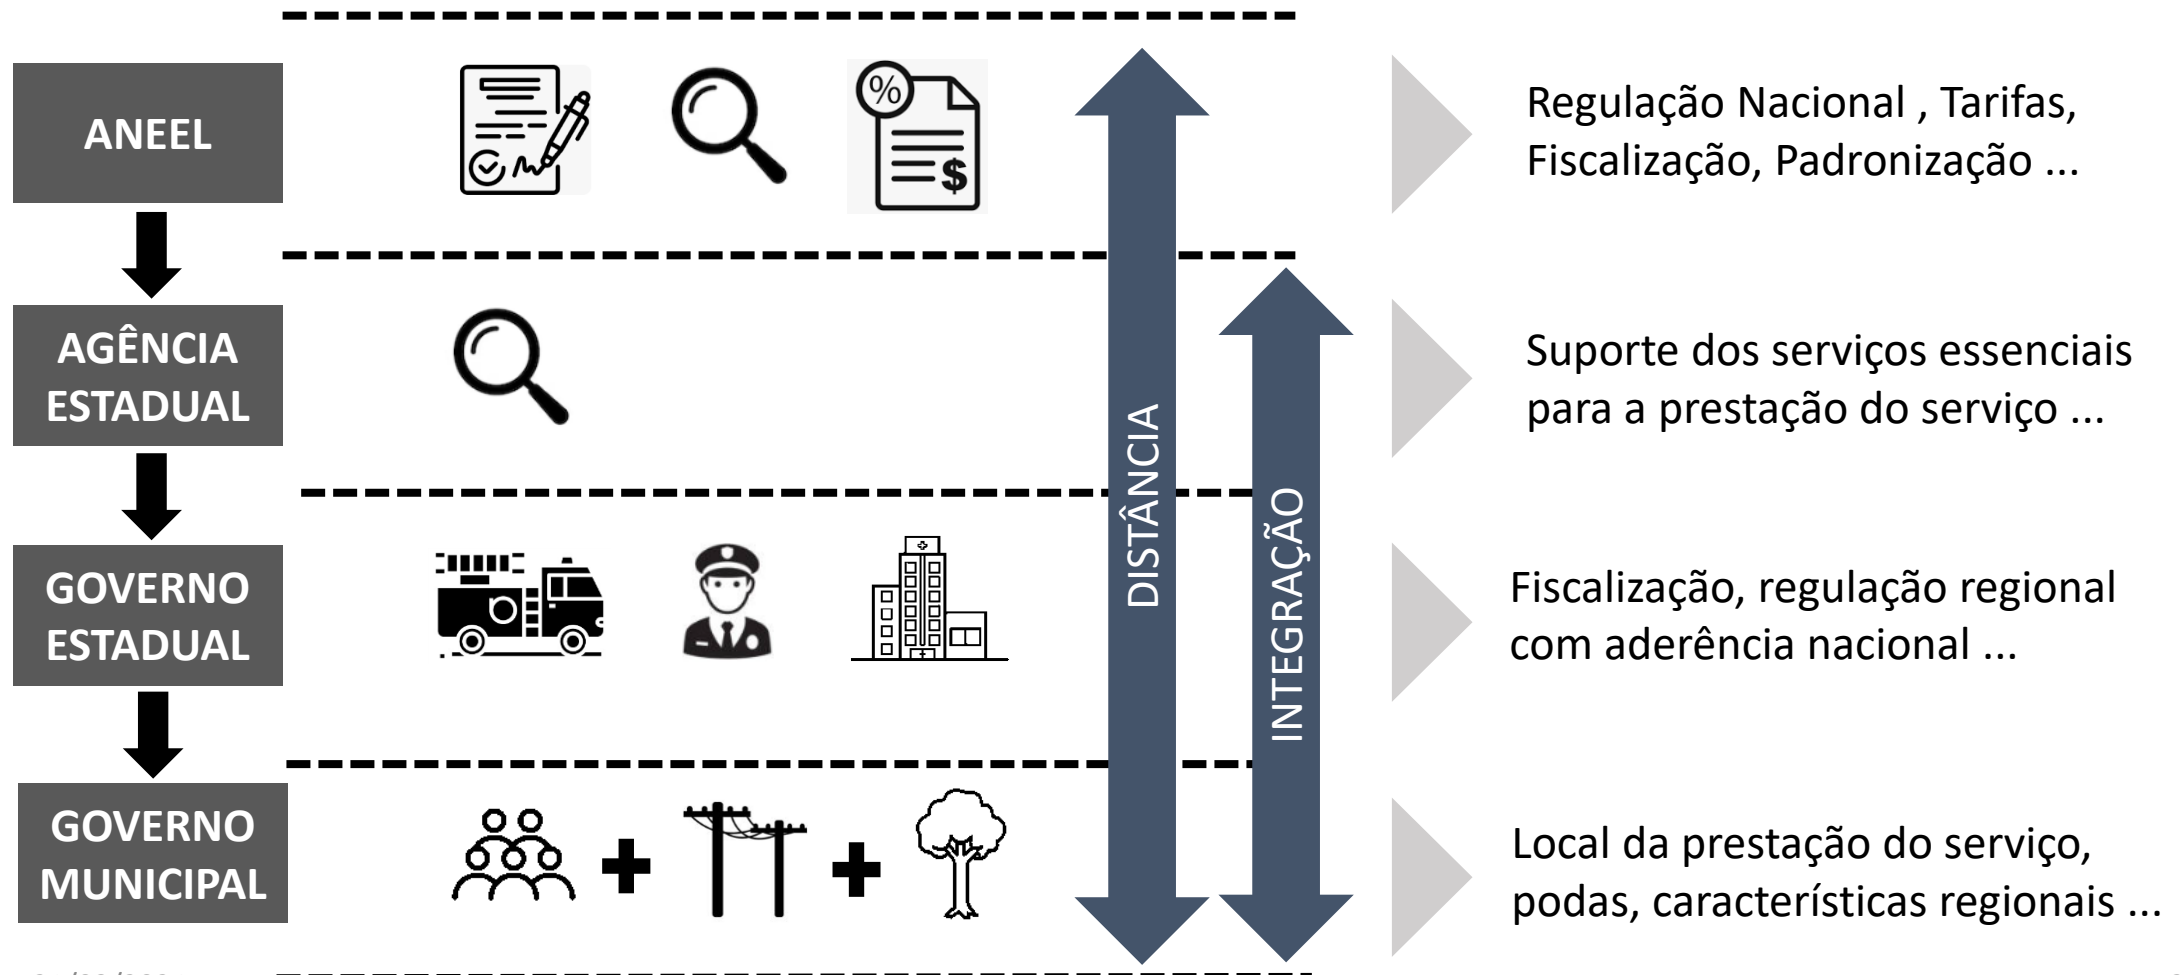 ANEEL
%
$
Regulação Nacional , Tarifas,
Fiscalização, Padronização ...
AGÊNCIA
ESTADUAL
Suporte dos serviços essenciais
para a prestação do serviço ...
DISTÂNCIA
INTEGRAÇÃO
GOVERNO
ESTADUAL
Fiscalização, regulação regional
com aderência nacional ...
GOVERNO
MUNICIPAL
Local da prestação do serviço,
podas, características regionais ...